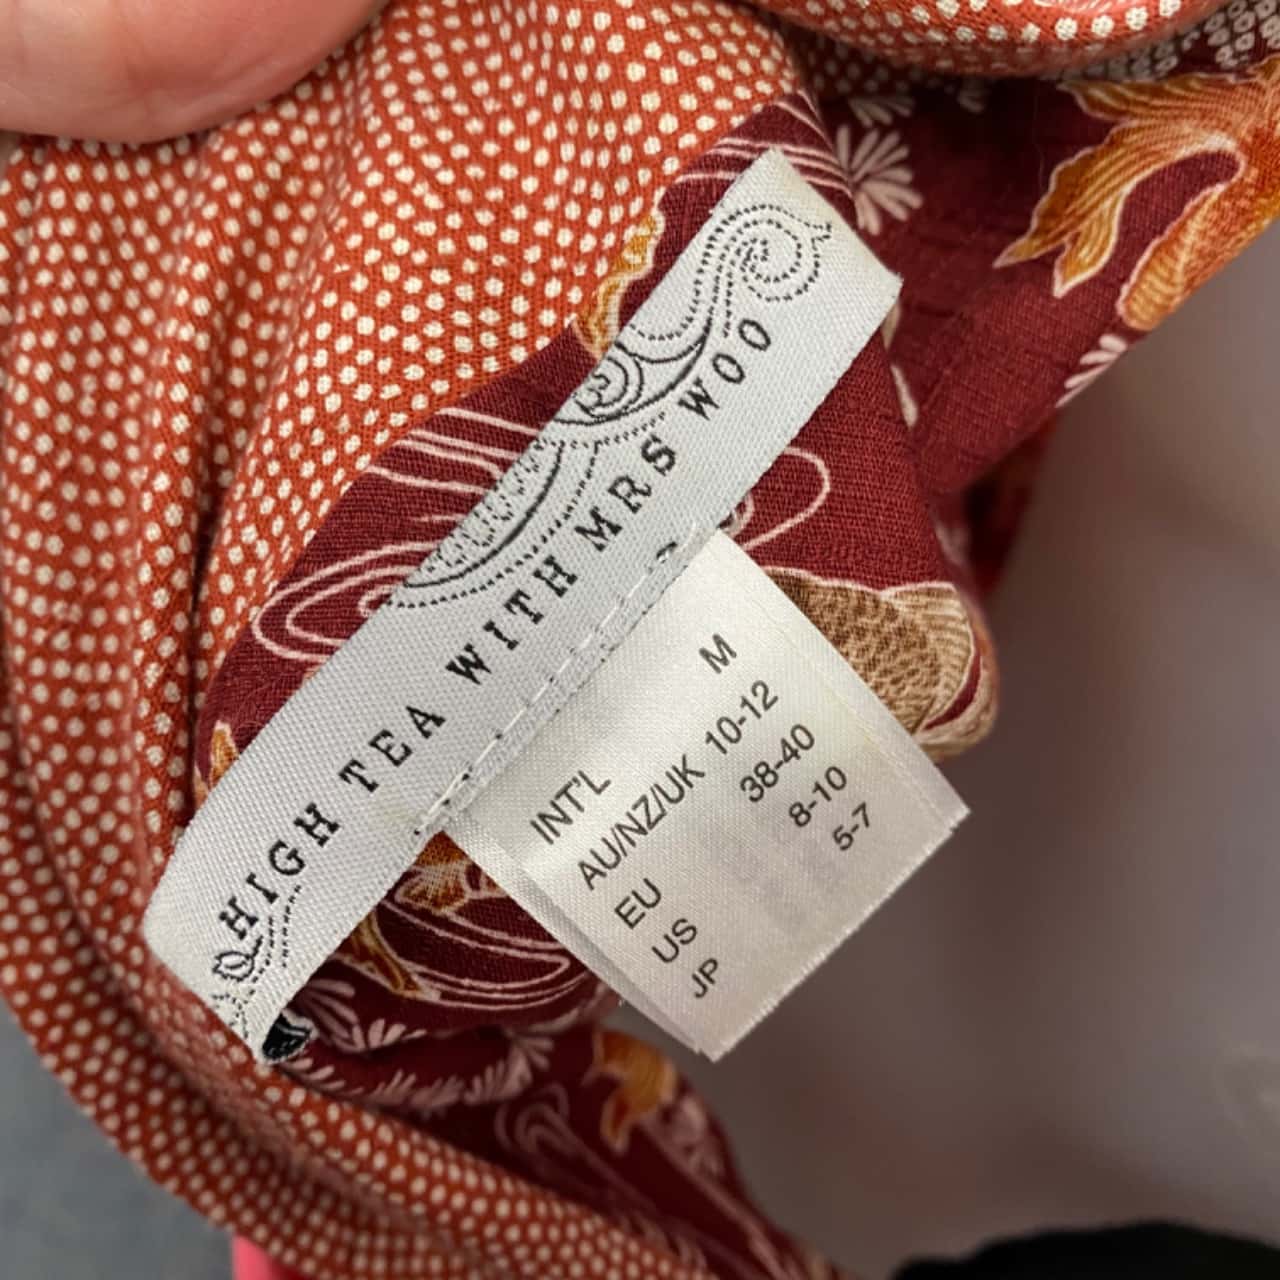 HIGH TEA WITH MRS WOO
INT'L M
AU/NZ/UK 10-12
EU 38-40
US 8-10
JP 5-7